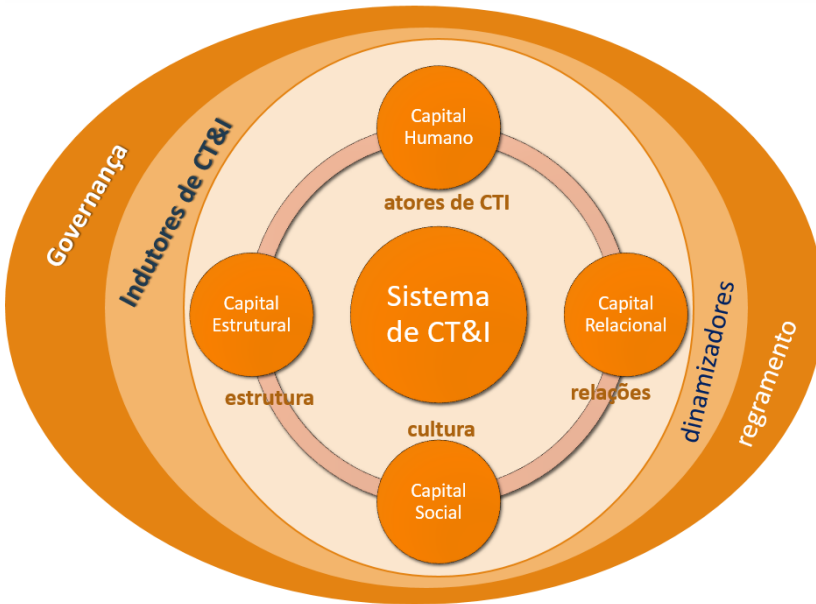 Capital
Humano
atores de CTI
Governança
Indutores de CT&I
Capital
Estrutural
estrutura
Sistema
de CT&I
Capital
Relacional
relações
dinamizadores
regramento
cultura
Capital
Social